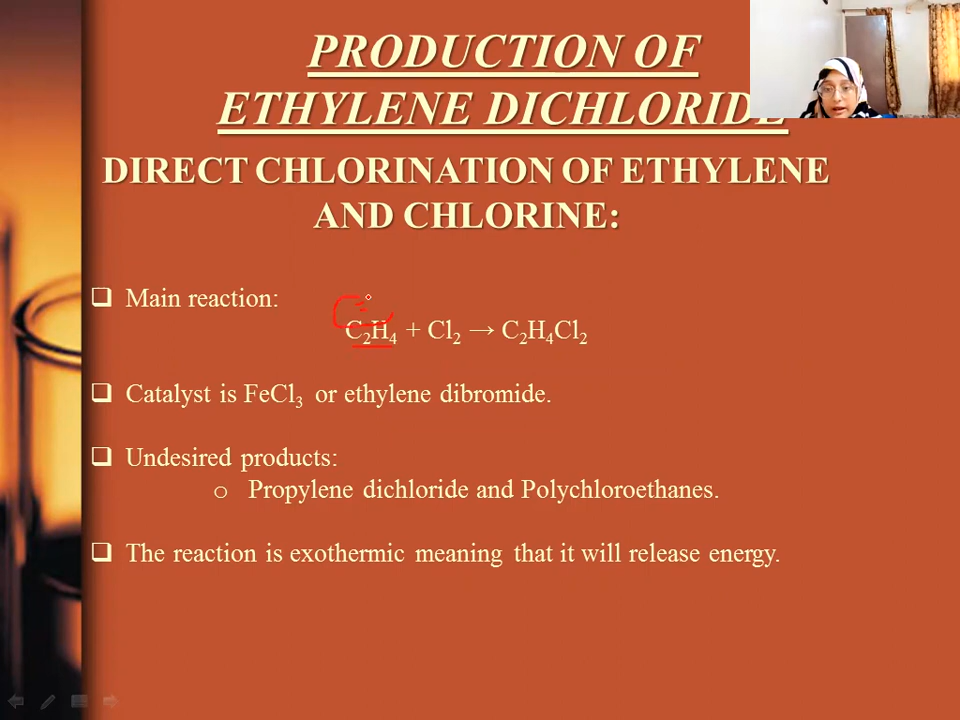 PRODUCTION OF
ETHYLENE DICHLORIDE
DIRECT CHLORINATION OF ETHYLENE
AND CHLORINE:
❑ Main reaction:
C₂H₄ + Cl₂ → C₂H₄Cl₂
❑ Catalyst is FeCl₃ or ethylene dibromide.
❑ Undesired products:
o Propylene dichloride and Polychloroethanes.
❑ The reaction is exothermic meaning that it will release energy.